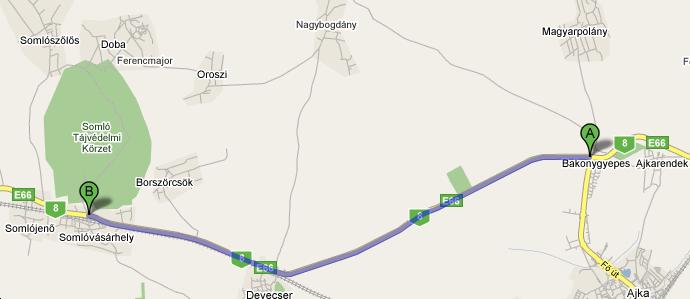 Nagybogdány
Magyarpolány
Somlószőlős
Doba
Ferencmajor
Oroszi
Somló
Tájvédelmi
Körzet
A
8
E66
Bakonygyepes
Ajkarendek
Borszörcsök
B
E66
8
Somlójenő
Somlóvásárhely
E66
8
8
E66
Devecser
Fő út
Ajka